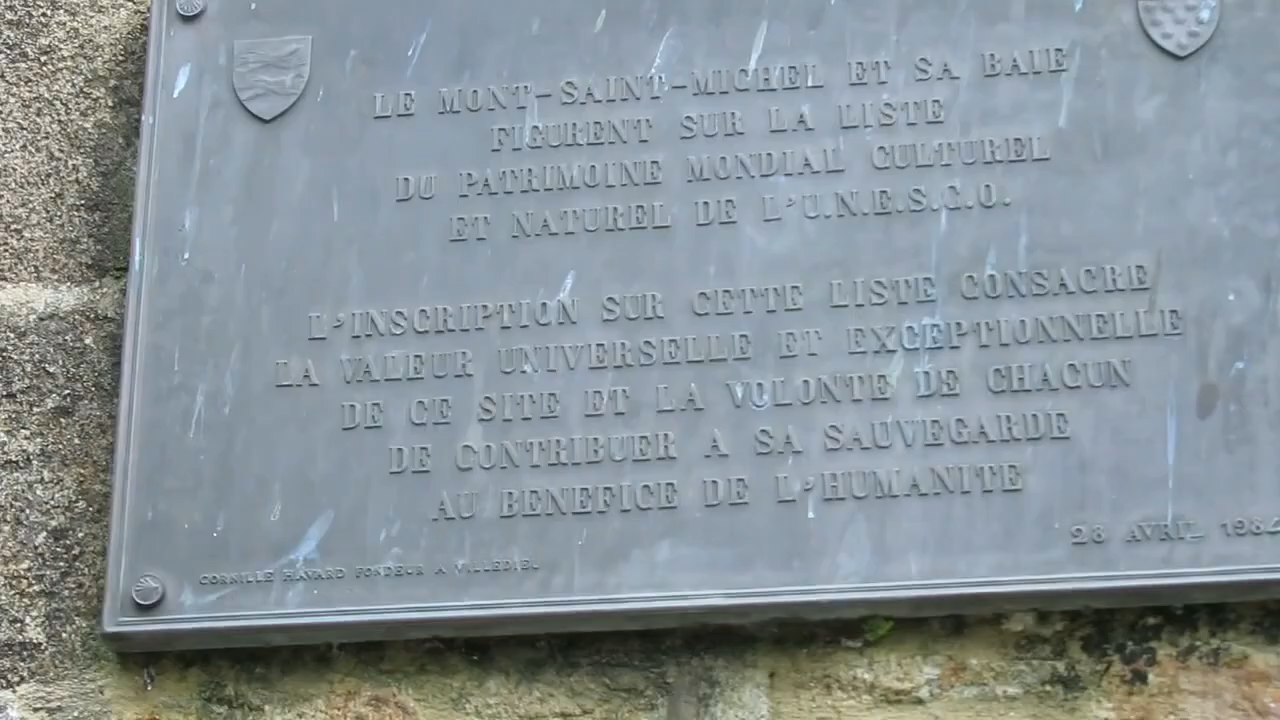 LE MONT-SAINT-MICHEL ET SA BAIE
FIGURENT SUR LA LISTE
DU PATRIMOINE MONDIAL CULTUREL
ET NATUREL DE L'U.N.E.S.C.O.
L'INSCRIPTION SUR CETTE LISTE CONSACRE
LA VALEUR UNIVERSELLE ET EXCEPTIONNELLE
DE CE SITE ET LA VOLONTE DE CHACUN
DE CONTRIBUER A SA SAUVEGARDE
AU BENEFICE DE L'HUMANITE
28 AVRIL 1984
CORNILLE HAVARD FONDEUR A VILLEDIEU